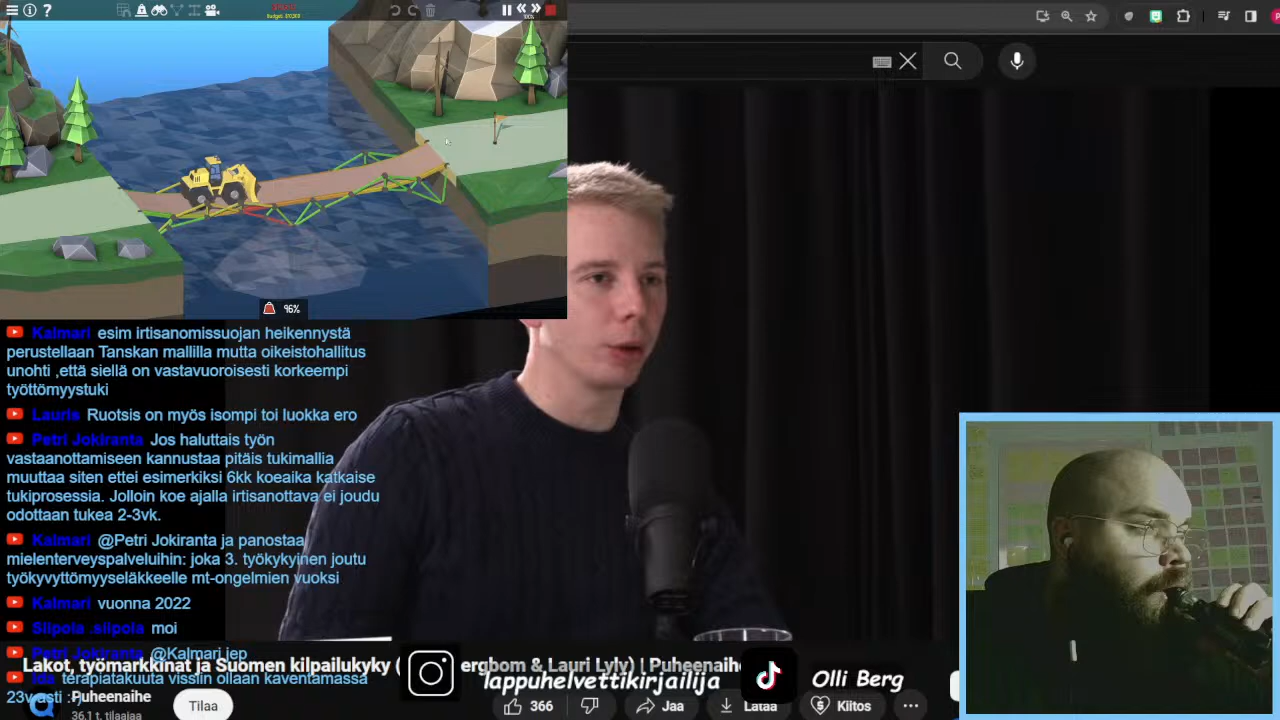 96%
Kalmari esim irtisanomissuojan heikennystä
perustellaan Tanskan mallilla mutta oikeistohallitus
unohti ,että siellä on vastavuoroisesti korkeempi
työttömyystuki
Lauris Ruotsis on myös isompi toi luokka ero
Petri Jokiranta Jos haluttais työn
vastaanottamiseen kannustaa pitäis tukimallia
muuttaa siten ettei esimerkiksi 6kk koeaika katkaise
tukiprosessia. Jolloin koe ajalla irtisanottava ei joudu
odottaan tukea 2-3vk.
Kalmari @Petri Jokiranta ja panostaa
mielenterveyspalveluihin: joka 3. työkykyinen joutu
työkyvyttömyyseläkkeelle mt-ongelmien vuoksi
Kalmari vuonna 2022
Siipola .siipola moi
Petri Jokiranta @Kalmari jep
Lakot, työmarkkinat ja Suomen kilpailukyky ( ergbom & Lauri Lyly) | Puheenaihe
Ida terapiatakuuta vissiin ollaan kaventamassa
23v asti :)
lappuhelvettikirjailija
Olli Berg
Puheenaihe
36,1 t. tilaajaa
Tilaa
366
Jaa
Lataa
Kiitos